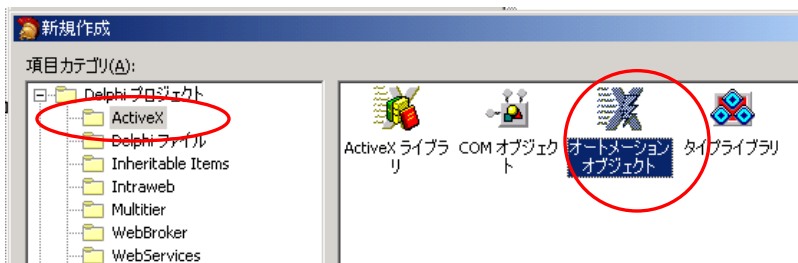 新規作成
項目カテゴリ(A):
Delphi プロジェクト
ActiveX
Delphi ファイル
Inheritable Items
Intraweb
Multitier
WebBroker
WebServices
ActiveX ライブラ
リ
COM オブジェク
ト
オートメーション
オブジェクト
タイプライブラリ